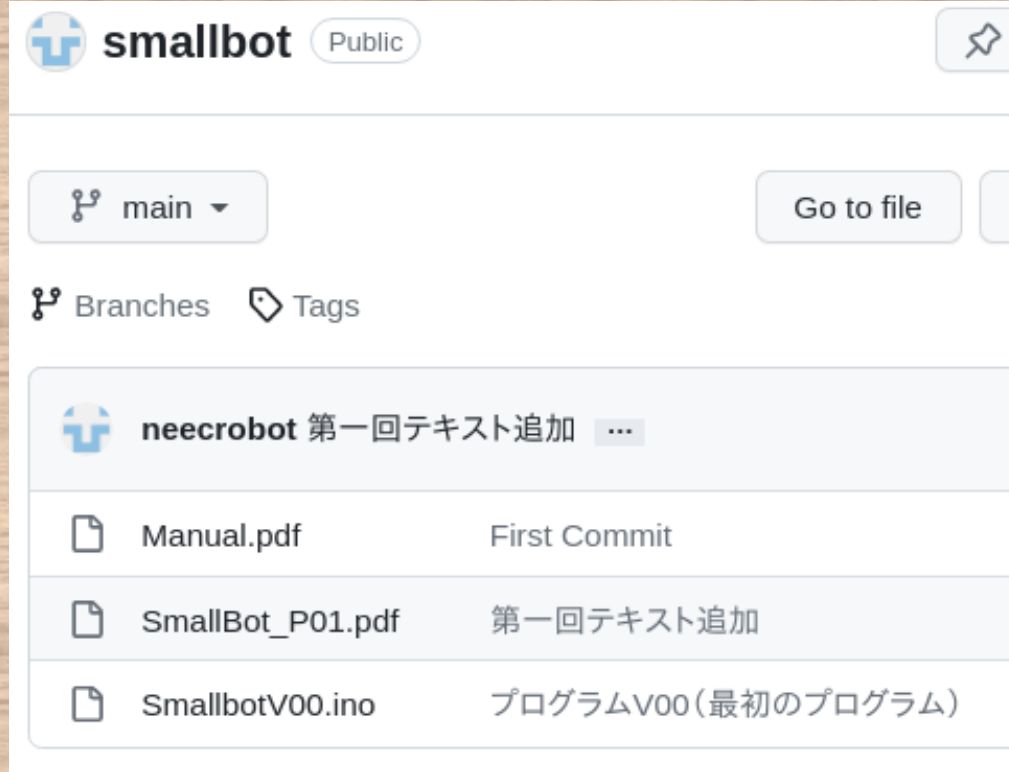 smallbot Public
main Go to file
Branches Tags
neecrobot 第一回テキスト追加 ...
Manual.pdf First Commit
SmallBot_P01.pdf 第一回テキスト追加
SmallbotV00.ino プログラムV00（最初のプログラム）